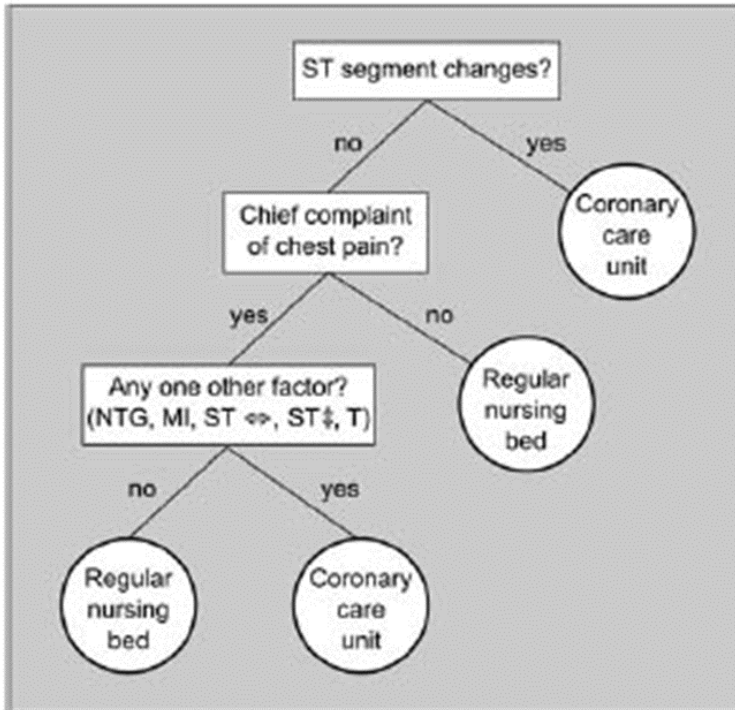 ST segment changes?
no
yes
Chief complaint
of chest pain?
Coronary
care
unit
yes
no
Any one other factor?
(NTG, MI, ST ⇔, ST⇕, T)
Regular
nursing
bed
no
yes
Regular
nursing
bed
Coronary
care
unit